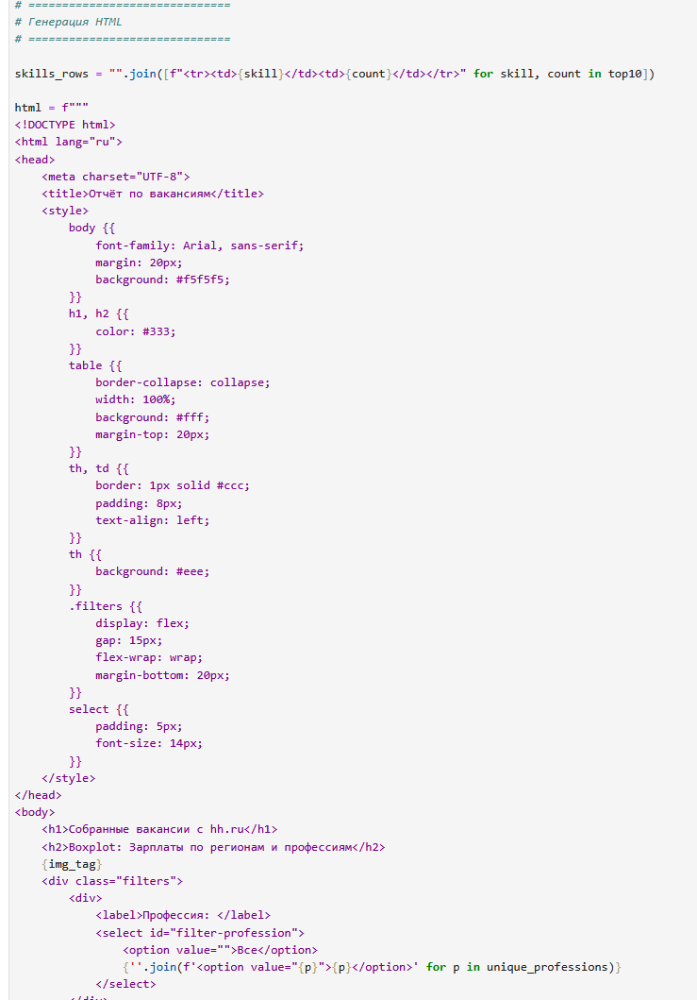 # ==============================
# Генерация HTML
# ==============================
skills_rows = "".join([f"<tr><td>{skill}</td><td>{count}</td></tr>" for skill, count in top10])
html = f"""
<!DOCTYPE html>
<html lang="ru">
<head>
    <meta charset="UTF-8">
    <title>Отчёт по вакансиям</title>
    <style>
        body {{
            font-family: Arial, sans-serif;
            margin: 20px;
            background: #f5f5f5;
        }}
        h1, h2 {{
            color: #333;
        }}
        table {{
            border-collapse: collapse;
            width: 100%;
            background: #fff;
            margin-top: 20px;
        }}
        th, td {{
            border: 1px solid #ccc;
            padding: 8px;
            text-align: left;
        }}
        th {{
            background: #eee;
        }}
        .filters {{
            display: flex;
            gap: 15px;
            flex-wrap: wrap;
            margin-bottom: 20px;
        }}
        select {{
            padding: 5px;
            font-size: 14px;
        }}
    </style>
</head>
<body>
    <h1>Собранные вакансии с hh.ru</h1>
    <h2>Boxplot: Зарплаты по регионам и профессиям</h2>
    {img_tag}
    <div class="filters">
        <div>
            <label>Профессия: </label>
            <select id="filter-profession">
                <option value="">Все</option>
                {''.join(f'<option value="{p}">{p}</option>' for p in unique_professions)}
            </select>
        </div>